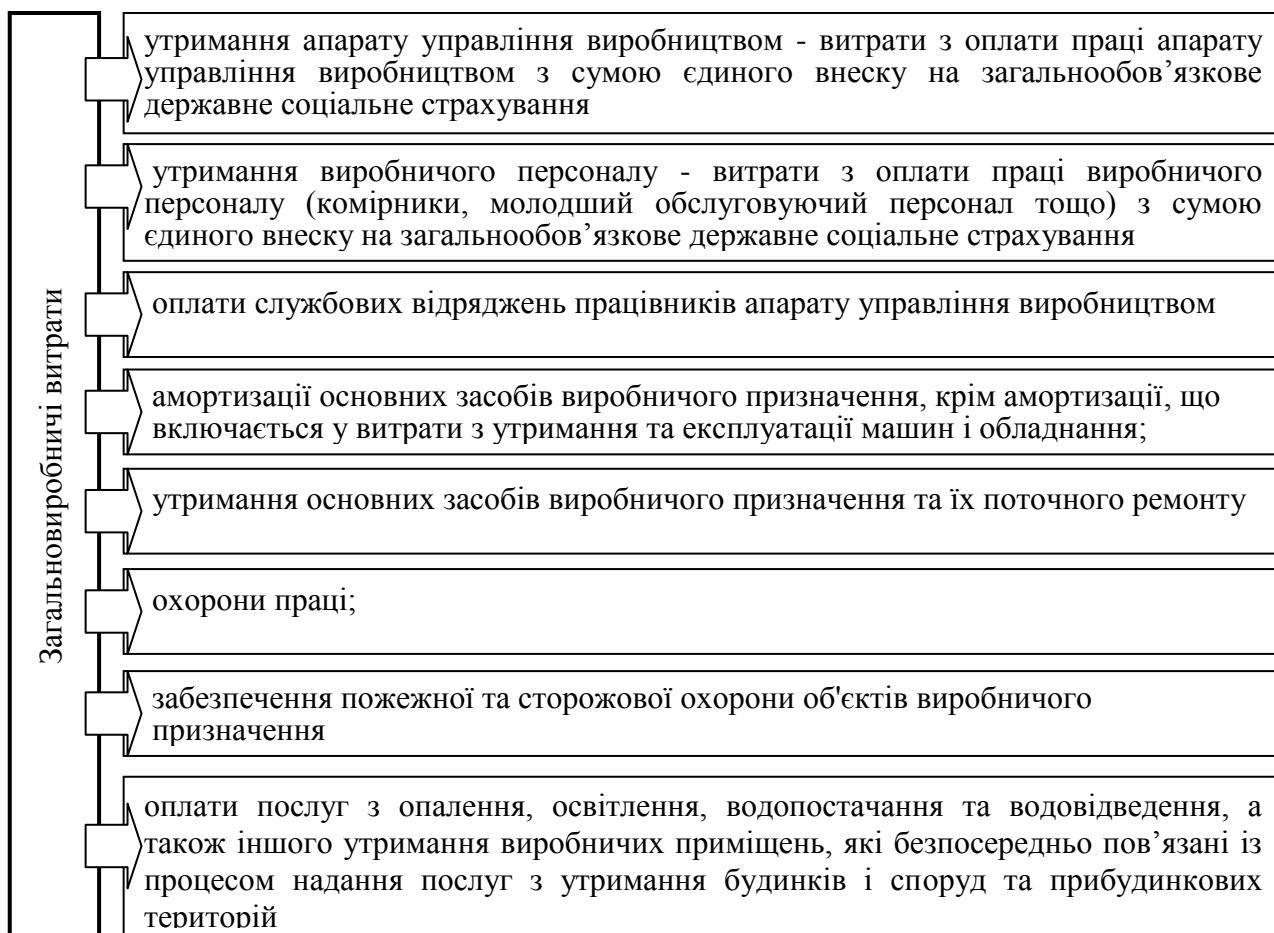 Загальновиробничі витрати
утримання апарату управління виробництвом - витрати з оплати праці апарату
управління виробництвом з сумою єдиного внеску на загальнообов’язкове
державне соціальне страхування
утримання виробничого персоналу - витрати з оплати праці виробничого
персоналу (комірники, молодший обслуговуючий персонал тощо) з сумою
єдиного внеску на загальнообов’язкове державне соціальне страхування
оплати службових відряджень працівників апарату управління виробництвом
амортизації основних засобів виробничого призначення, крім амортизації, що
включається у витрати з утримання та експлуатації машин і обладнання;
утримання основних засобів виробничого призначення та їх поточного ремонту
охорони праці;
забезпечення пожежної та сторожової охорони об'єктів виробничого
призначення
оплати послуг з опалення, освітлення, водопостачання та водовідведення, а
також іншого утримання виробничих приміщень, які безпосередньо пов’язані із
процесом надання послуг з утримання будинків і споруд та прибудинкових
територій